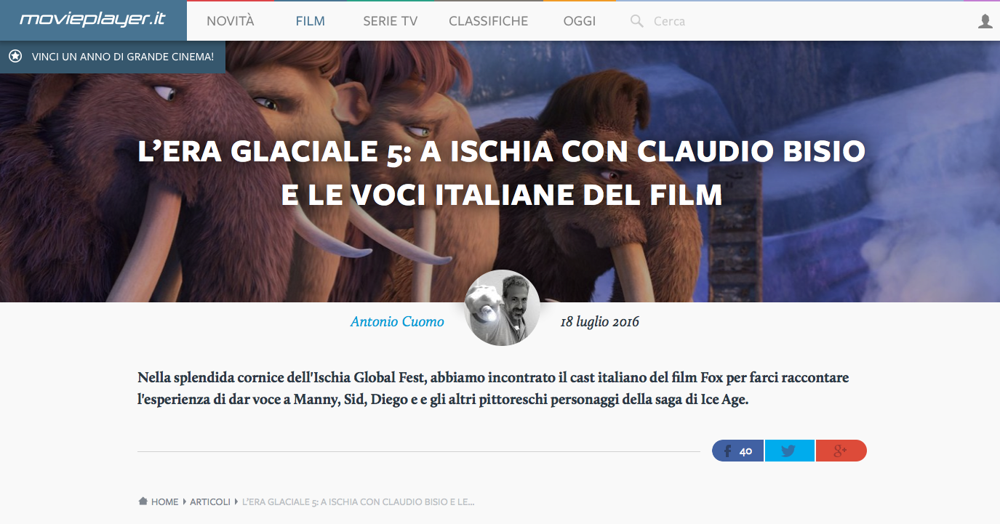 movieplayer.it
NOVITÀ FILM SERIE TV CLASSIFICHE OGGI Cerca
VINCI UN ANNO DI GRANDE CINEMA!
L'ERA GLACIALE 5: A ISCHIA CON CLAUDIO BISIO
E LE VOCI ITALIANE DEL FILM
Antonio Cuomo 18 luglio 2016
Nella splendida cornice dell'Ischia Global Fest, abbiamo incontrato il cast italiano del film Fox per farci raccontare
l'esperienza di dar voce a Manny, Sid, Diego e e gli altri pittoreschi personaggi della saga di Ice Age.
f 40 g+
HOME ARTICOLI L'ERA GLACIALE 5: A ISCHIA CON CLAUDIO BISIO E LE...